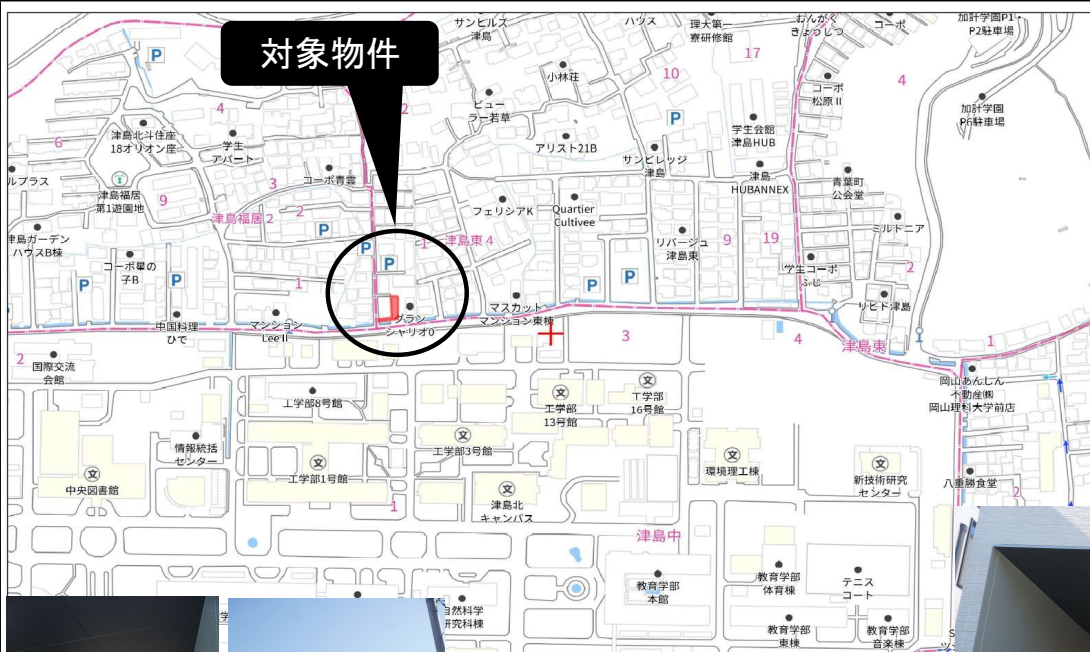 対象物件
サンビルズ
津島
ハウス
理大第一
寮研修館
おんがく
きょうしつ
コーポ
加計学園P1・
P2駐車場
P
17
4
小林荘
10
コーポ
松原Ⅱ
4
2
ビュー
ラー若草
P
加計学園
P6駐車場
津島北斗住座
18オリオン座
学生
アパート
アリスト21B
学生会館
津島HUB
6
サンビレッジ
津島
3
コーポ青雲
津島
HUBANNEX
青葉町
公会堂
ルプラス
津島福居
第1遊園地
9
津島福居2
2
フェリシアK
Quartier
Cultivee
P
津島ガーデン
ハウスB棟
1
津島東4
リバージュ
津島東
9
19
ミルトニア
P
P
コーポ星の
子B
P
P
1
P
P
学生コーポ
ふじ
2
中国料理
ひで
マンション
LeeⅡ
グラン
シャリオ0
マスカット
マンション東棟
リビド津島
3
4
津島東
1
2
国際交流
会館
岡山あんしん
不動産㈱
岡山理科大学前店
工学部8号館
文
工学部
13号館
文
工学部
16号館
情報統括
センター
文
工学部3号館
文
工学部1号館
文
環境理工棟
文
新技術研究
センター
八重勝食堂
文
中央図書館
文
津島北
キャンパス
2
1
津島中
教育学部
本館
教育学部
体育棟
テニス
コート
自然科学
研究科棟
教育学部
東棟
教育学部
音楽棟